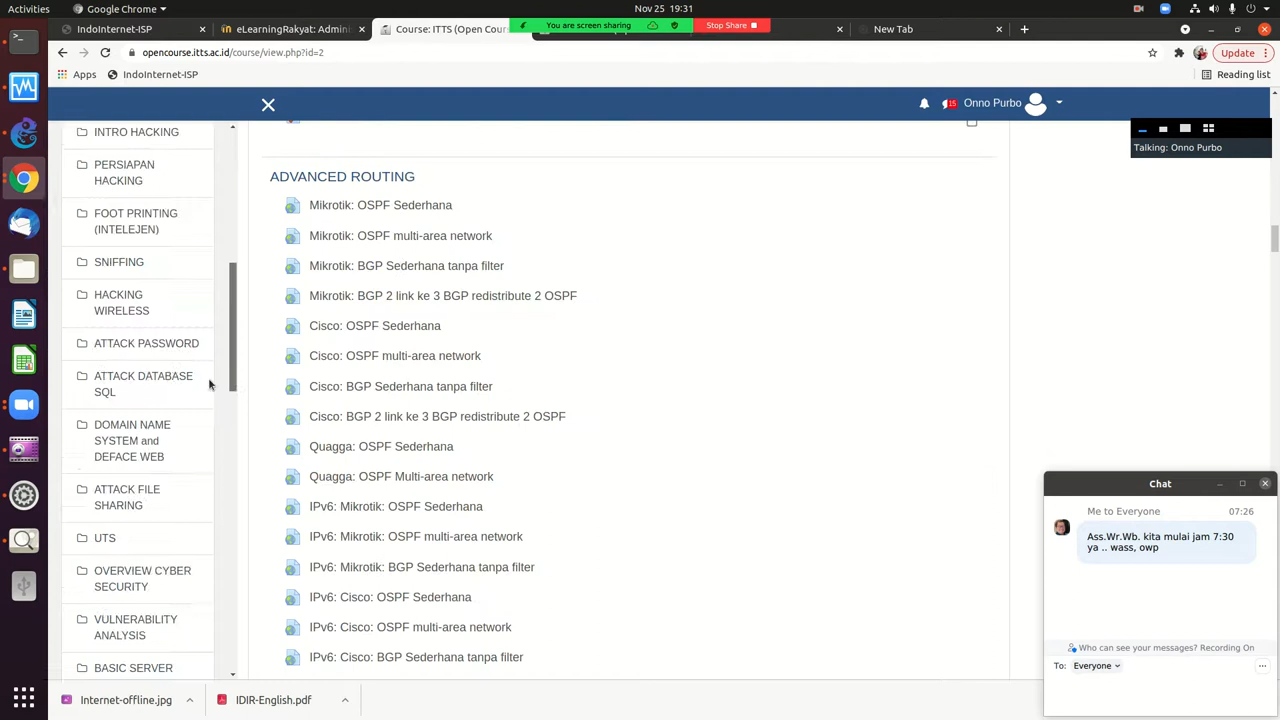 Activities
Google Chrome
Nov 25 19:31
IndoInternet-ISP
eLearningRakyat: Admini
Course: ITTS (Open Cours
You are screen sharing
Stop Share
New Tab
opencourse.itts.ac.id/course/view.php?id=2
Update
Apps
IndoInternet-ISP
Reading list
15
Onno Purbo
Talking: Onno Purbo
INTRO HACKING
PERSIAPAN
HACKING
FOOT PRINTING
(INTELEJEN)
SNIFFING
HACKING
WIRELESS
ATTACK PASSWORD
ATTACK DATABASE
SQL
DOMAIN NAME
SYSTEM and
DEFACE WEB
ATTACK FILE
SHARING
UTS
OVERVIEW CYBER
SECURITY
VULNERABILITY
ANALYSIS
BASIC SERVER
ADVANCED ROUTING
Mikrotik: OSPF Sederhana
Mikrotik: OSPF multi-area network
Mikrotik: BGP Sederhana tanpa filter
Mikrotik: BGP 2 link ke 3 BGP redistribute 2 OSPF
Cisco: OSPF Sederhana
Cisco: OSPF multi-area network
Cisco: BGP Sederhana tanpa filter
Cisco: BGP 2 link ke 3 BGP redistribute 2 OSPF
Quagga: OSPF Sederhana
Quagga: OSPF Multi-area network
IPv6: Mikrotik: OSPF Sederhana
IPv6: Mikrotik: OSPF multi-area network
IPv6: Mikrotik: BGP Sederhana tanpa filter
IPv6: Cisco: OSPF Sederhana
IPv6: Cisco: OSPF multi-area network
IPv6: Cisco: BGP Sederhana tanpa filter
Chat
Me to Everyone
07:26
Ass.Wr.Wb. kita mulai jam 7:30
ya .. wass, owp
Who can see your messages? Recording On
To: Everyone
Internet-offline.jpg
IDIR-English.pdf